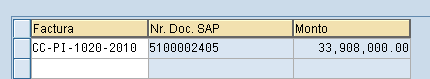 Factura Nr. Doc. SAP Monto
CC-PI-1020-2010 5100002405 33,908,000.00